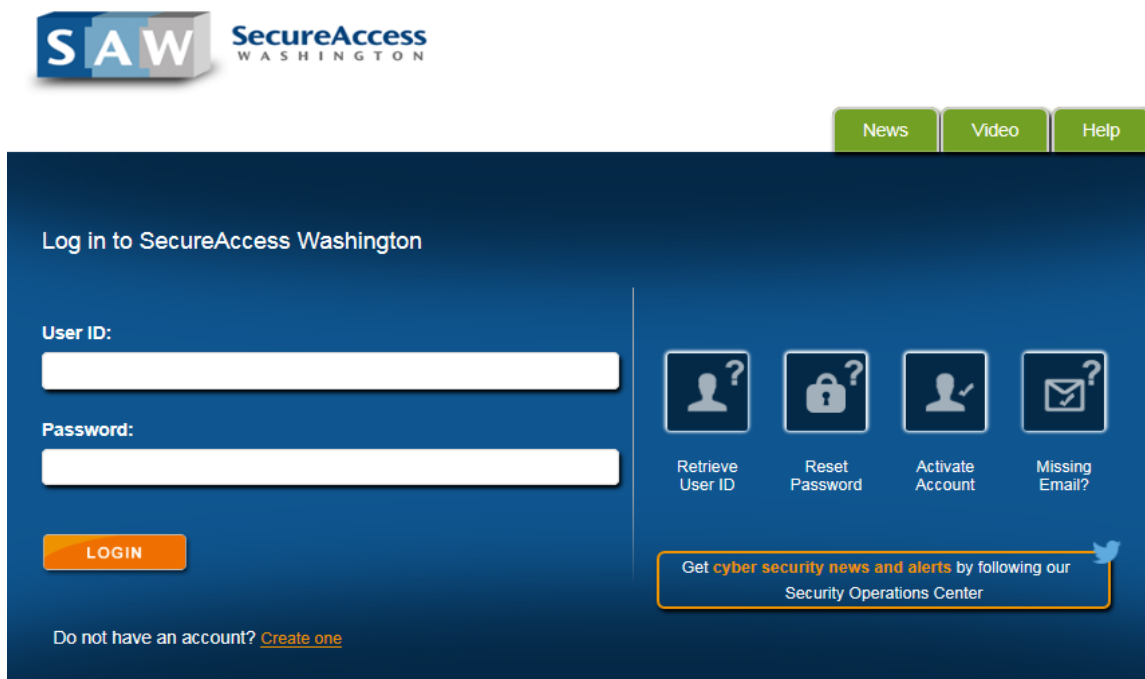 SAW
SecureAccess
WASHINGTON
News
Video
Help
Log in to SecureAccess Washington
User ID:
Password:
LOGIN
Do not have an account? Create one
?
?
?
Retrieve
User ID
Reset
Password
Activate
Account
Missing
Email?
Get cyber security news and alerts by following our
Security Operations Center